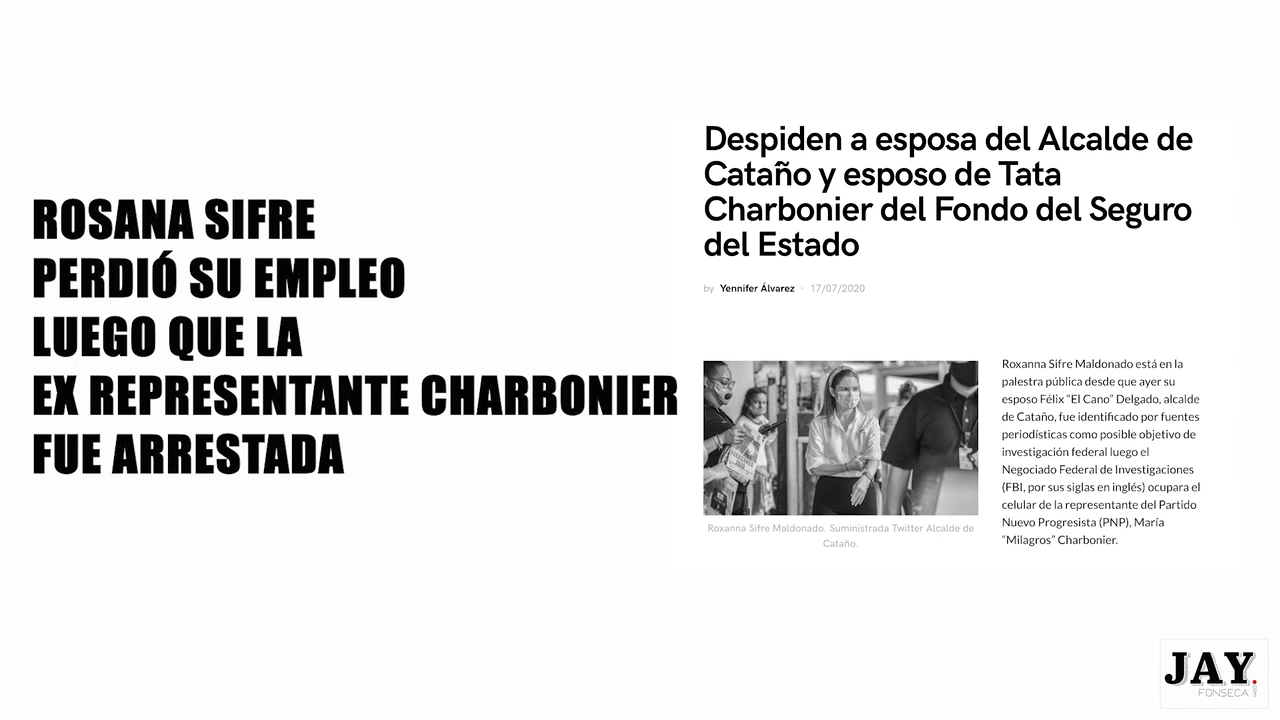 ROSANA SIFRE
PERDIÓ SU EMPLEO
LUEGO QUE LA
EX REPRESENTANTE CHARBONIER
FUE ARRESTADA
Despiden a esposa del Alcalde de
Cataño y esposo de Tata
Charbonier del Fondo del Seguro
del Estado
by Yennifer Álvarez · 17/07/2020
Roxanna Sifre Maldonado. Suministrada Twitter Alcalde de
Cataño.
Roxanna Sifre Maldonado está en la
palestra pública desde que ayer su
esposo Félix “El Cano” Delgado, alcalde
de Cataño, fue identificado por fuentes
periodísticas como posible objetivo de
investigación federal luego el
Negociado Federal de Investigaciones
(FBI, por sus siglas en inglés) ocupara el
celular de la representante del Partido
Nuevo Progresista (PNP), María
“Milagros” Charbonier.
JAY.
FONSECA